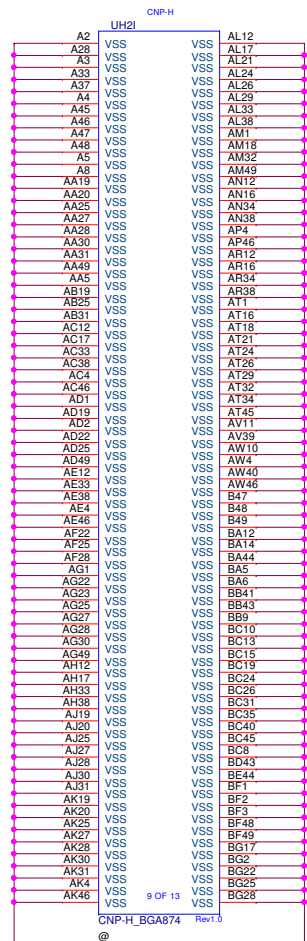 CNP-H
UH2I
A2 VSS VSS AL12
A28 VSS VSS AL17
A3 VSS VSS AL21
A33 VSS VSS AL24
A37 VSS VSS AL26
A4 VSS VSS AL29
A45 VSS VSS AL33
A46 VSS VSS AL38
A47 VSS VSS AM1
A48 VSS VSS AM18
A5 VSS VSS AM32
A8 VSS VSS AM49
AA19 VSS VSS AN12
AA20 VSS VSS AN16
AA25 VSS VSS AN34
AA27 VSS VSS AN38
AA28 VSS VSS AP4
AA30 VSS VSS AP46
AA31 VSS VSS AR12
AA49 VSS VSS AR16
AA5 VSS VSS AR34
AB19 VSS VSS AR38
AB25 VSS VSS AT1
AB31 VSS VSS AT16
AC12 VSS VSS AT18
AC17 VSS VSS AT21
AC33 VSS VSS AT24
AC38 VSS VSS AT26
AC4 VSS VSS AT29
AC46 VSS VSS AT32
AD1 VSS VSS AT34
AD19 VSS VSS AT45
AD2 VSS VSS AV11
AD22 VSS VSS AV39
AD25 VSS VSS AW10
AD49 VSS VSS AW4
AE12 VSS VSS AW40
AE33 VSS VSS AW46
AE38 VSS VSS B47
AE4 VSS VSS B48
AE46 VSS VSS B49
AF22 VSS VSS BA12
AF25 VSS VSS BA14
AF28 VSS VSS BA44
AG1 VSS VSS BA5
AG22 VSS VSS BA6
AG23 VSS VSS BB41
AG25 VSS VSS BB43
AG27 VSS VSS BB9
AG28 VSS VSS BC10
AG30 VSS VSS BC13
AG49 VSS VSS BC15
AH12 VSS VSS BC19
AH17 VSS VSS BC24
AH33 VSS VSS BC26
AH38 VSS VSS BC31
AJ19 VSS VSS BC35
AJ20 VSS VSS BC40
AJ25 VSS VSS BC45
AJ27 VSS VSS BC8
AJ28 VSS VSS BD43
AJ30 VSS VSS BE44
AJ31 VSS VSS BF1
AK19 VSS VSS BF2
AK20 VSS VSS BF3
AK25 VSS VSS BF48
AK27 VSS VSS BF49
AK28 VSS VSS BG17
AK30 VSS VSS BG2
AK31 VSS VSS BG22
AK4 VSS VSS BG25
AK46 VSS 9 OF 13 VSS BG28
CNP-H_BGA874 Rev1.0
@